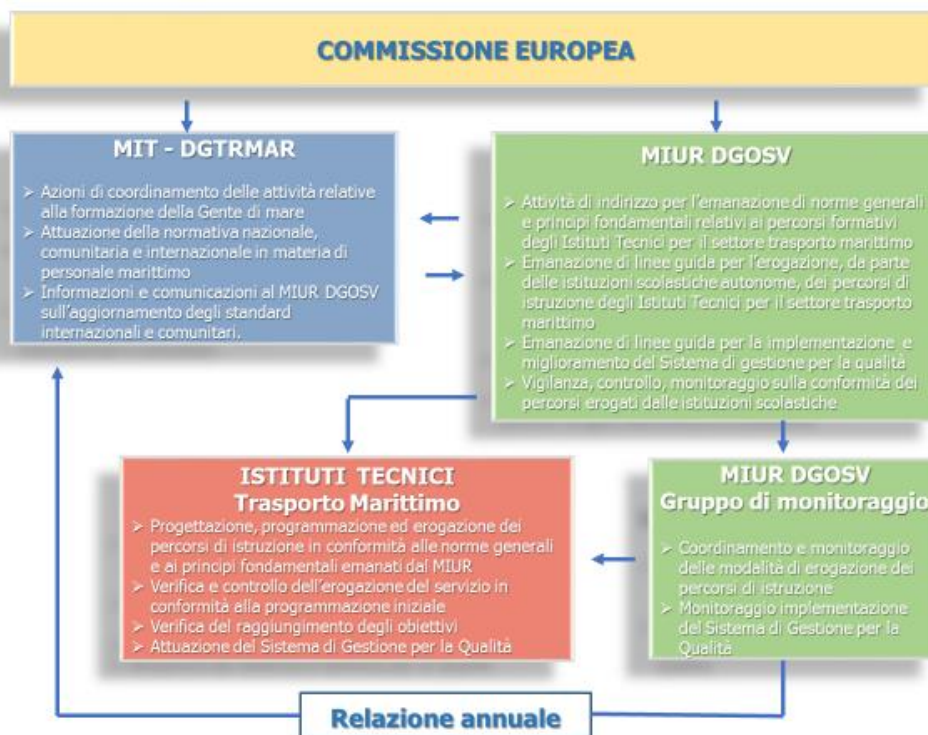 COMMISSIONE EUROPEA
MIT - DGTRMAR
➤ Azioni di coordinamento delle attività relative
alla formazione della Gente di mare
➤ Attuazione della normativa nazionale,
comunitaria e internazionale in materia di
personale marittimo
➤ Informazioni e comunicazioni al MIUR DGOSV
sull'aggiornamento degli standard
internazionali e comunitari.
MIUR DGOSV
➤ Attività di indirizzo per l'emanazione di norme generali
e principi fondamentali relativi ai percorsi formativi
degli Istituti Tecnici per il settore trasporto marittimo
➤ Emanazione di linee guida per l'erogazione, da parte
delle istituzioni scolastiche autonome, dei percorsi di
istruzione degli Istituti Tecnici per il settore trasporto
marittimo
➤ Emanazione di linee guida per la implementazione e
miglioramento del Sistema di gestione per la qualità
➤ Vigilanza, controllo, monitoraggio sulla conformità dei
percorsi erogati dalle istituzioni scolastiche
ISTITUTI TECNICI
Trasporto Marittimo
➤ Progettazione, programmazione ed erogazione dei
percorsi di istruzione in conformità alle norme generali
e ai principi fondamentali emanati dal MIUR
➤ Verifica e controllo dell'erogazione del servizio in
conformità alla programmazione iniziale
➤ Verifica del raggiungimento degli obiettivi
➤ Attuazione del Sistema di Gestione per la Qualità
MIUR DGOSV
Gruppo di monitoraggio
➤ Coordinamento e monitoraggio
delle modalità di erogazione dei
percorsi di istruzione
➤ Monitoraggio implementazione
del Sistema di Gestione per la
Qualità
Relazione annuale